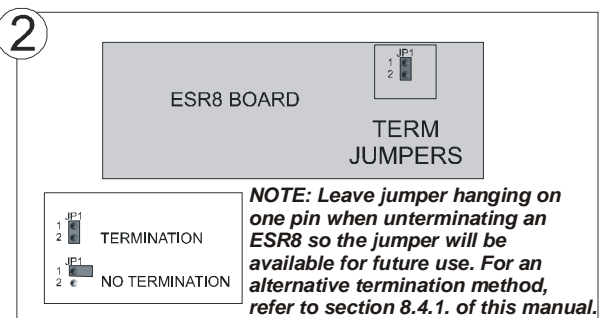 2
JP1
1
2
ESR8 BOARD
TERM
JUMPERS
JP1
1
2 TERMINATION
JP1
1
2 NO TERMINATION
NOTE: Leave jumper hanging on
one pin when unterminating an
ESR8 so the jumper will be
available for future use. For an
alternative termination method,
refer to section 8.4.1. of this manual.